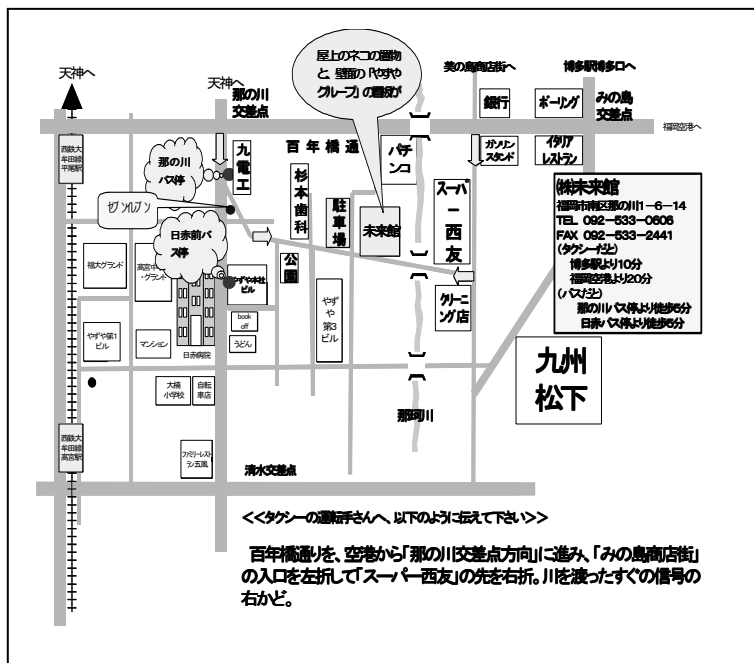 屋上のネコの置物
と、壁面の「やずや
グループ」の看板が
天神へ
天神へ
那の川
交差点
美の島商店街へ
博多駅博多口へ
銀行
ボーリング
みの島
交差点
福岡空港へ
西鉄大
牟田線
平尾駅
那の川
バス停
九電工
百年橋通
パチンコ
ガソリン
スタンド
イタリア
レストラン
セブンイレブン
杉本歯科
駐車場
未来館
スーパー西友
㈱未来館
福岡市南区那の川1-6-14
TEL 092-533-0606
FAX 092-533-2441
(タクシーだと)
博多駅より10分
福岡空港より20分
(バスだと)
那の川バス停より徒歩5分
日赤バス停より徒歩5分
日赤前バ
ス停
公園
福大グランド
高宮中
・グランド
やずや本社
ビル
book
off
うどん
やず
や
第3
ビル
クリーニ
ング店
やずや第1
ビル
マンション
日赤病院
九州
松下
大楠
小学校
自転
車店
那珂川
西鉄大
牟田線
高宮駅
ファミリーレスト
ラン五風
清水交差点
<<タクシーの運転手さんへ、以下のように伝えて下さい>>
百年橋通りを、空港から「那の川交差点方向」に進み、「みの島商店街」
の入口を左折して「スーパー西友」の先を右折。川を渡ったすぐの信号の
右かど。